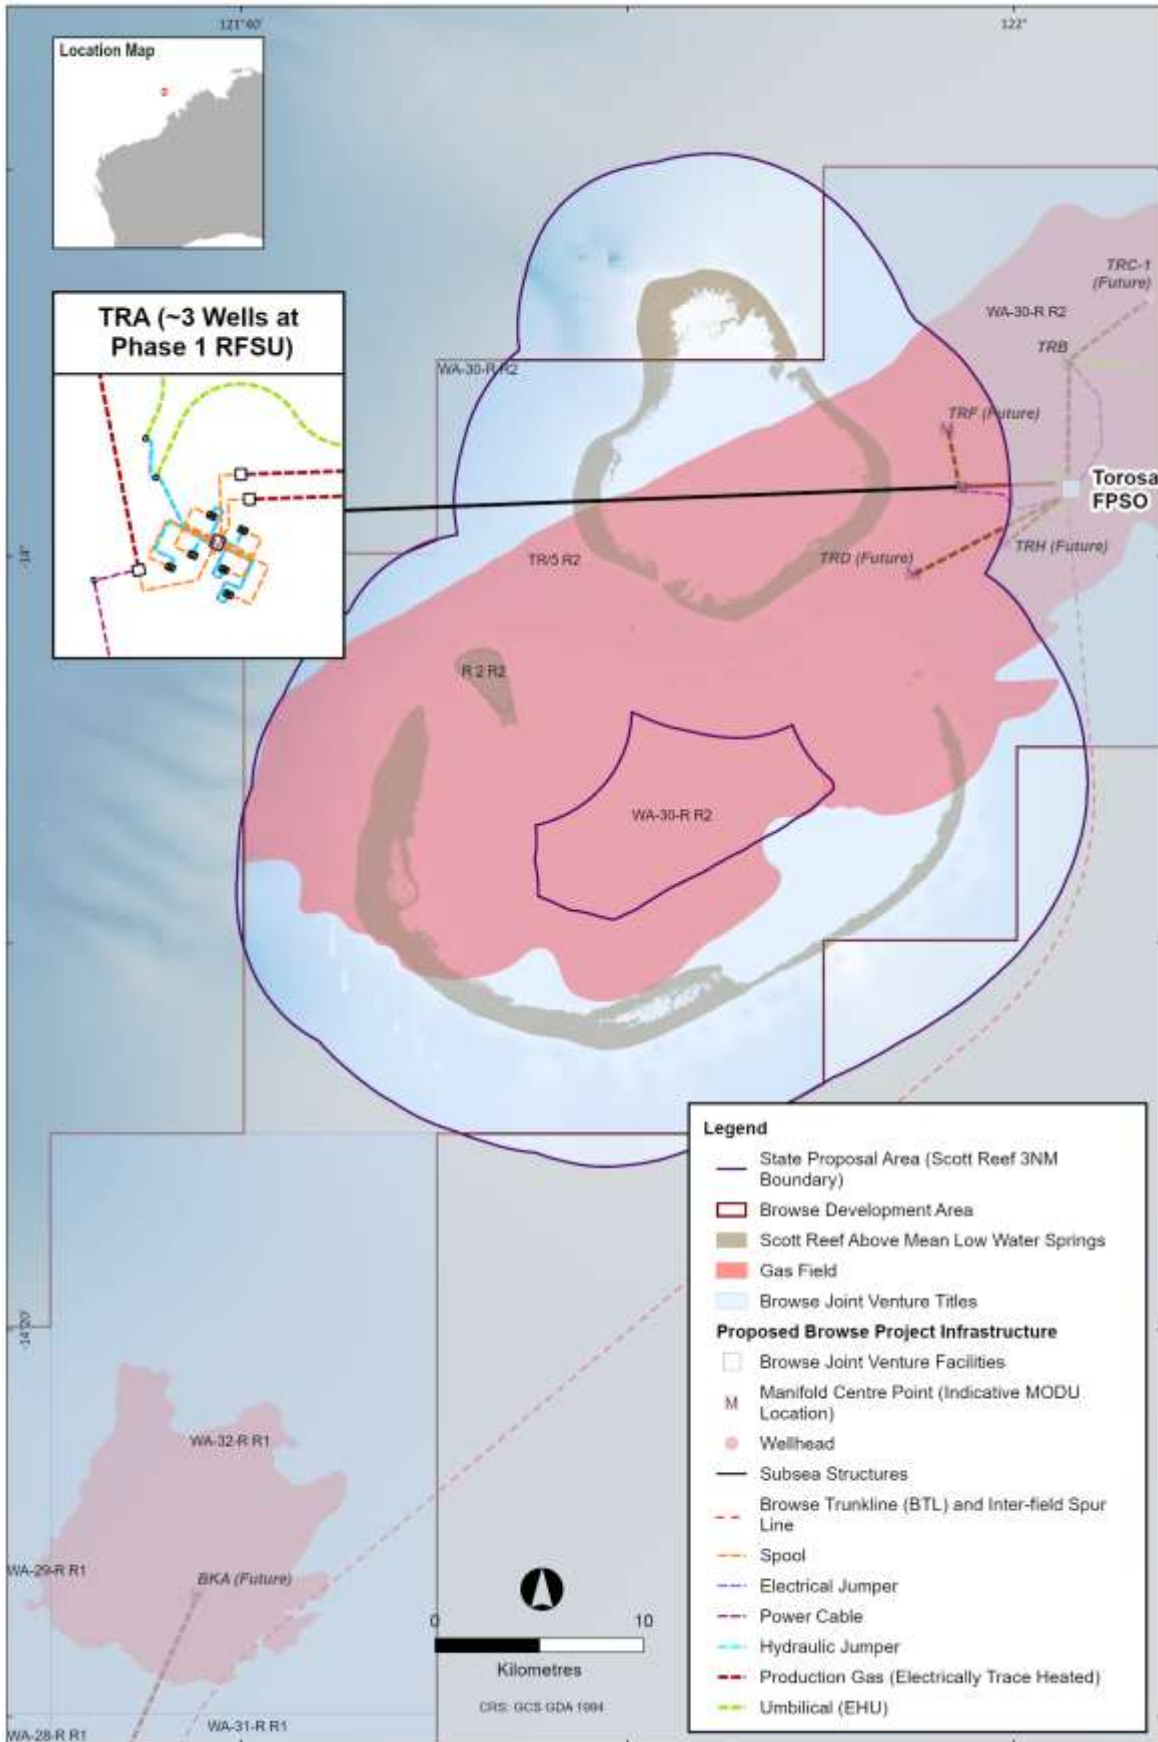 121°40'
122°
Location Map
TRA (~3 Wells at
Phase 1 RFSU)
TRC-1
(Future)
WA-30-R R2
TRB
WA-30-R R2
TRF (Future)
Torosa
FPSO
-14°
TR/5 R2
TRD (Future)
TRH (Future)
R 2 R2
WA-30-R R2
Legend
State Proposal Area (Scott Reef 3NM
Boundary)
Browse Development Area
Scott Reef Above Mean Low Water Springs
Gas Field
Browse Joint Venture Titles
Proposed Browse Project Infrastructure
Browse Joint Venture Facilities
M
Manifold Centre Point (Indicative MODU
Location)
Wellhead
Subsea Structures
Browse Trunkline (BTL) and Inter-field Spur
Line
Spool
Electrical Jumper
Power Cable
Hydraulic Jumper
Production Gas (Electrically Trace Heated)
Umbilical (EHU)
-14°20'
WA-32-R R1
WA-29-R R1
BKA (Future)
0 10
Kilometres
CRS: GCS GDA 1994
WA-31-R R1
WA-28-R R1